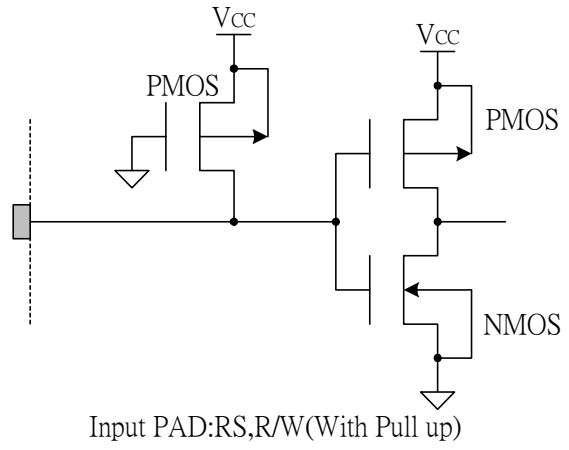 VCC
VCC
PMOS
PMOS
NMOS
Input PAD:RS,R/W(With Pull up)